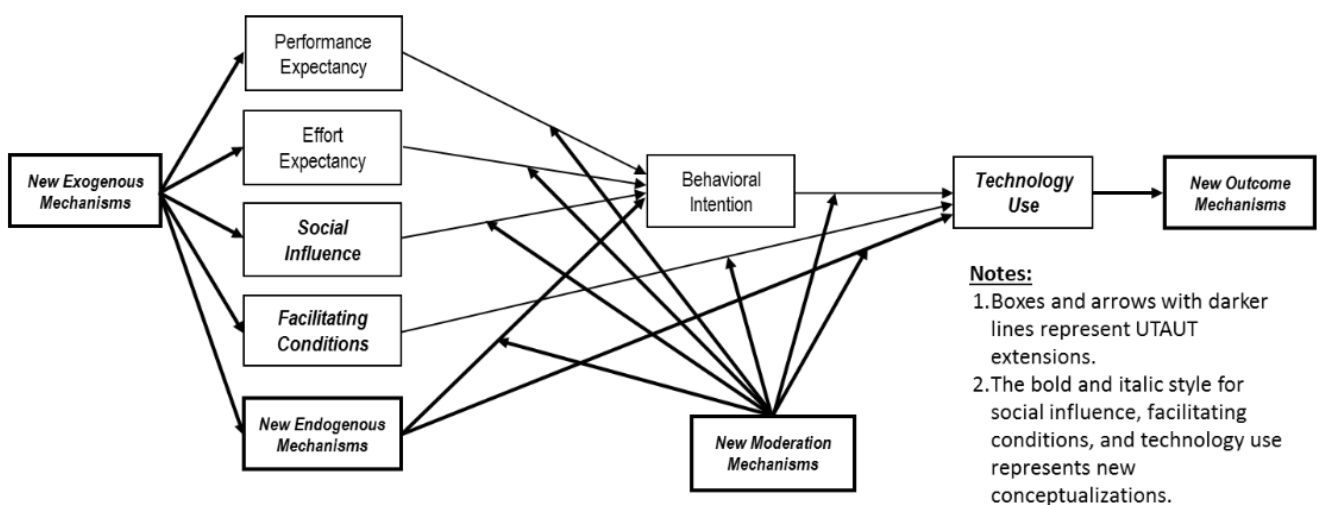 Performance
Expectancy
Effort
Expectancy
New Exogenous
Mechanisms
Social
Influence
Facilitating
Conditions
New Endogenous
Mechanisms
Behavioral
Intention
New Moderation
Mechanisms
Technology
Use
New Outcome
Mechanisms
Notes:
1.Boxes and arrows with darker
lines represent UTAUT
extensions.
2.The bold and italic style for
social influence, facilitating
conditions, and technology use
represents new
conceptualizations.